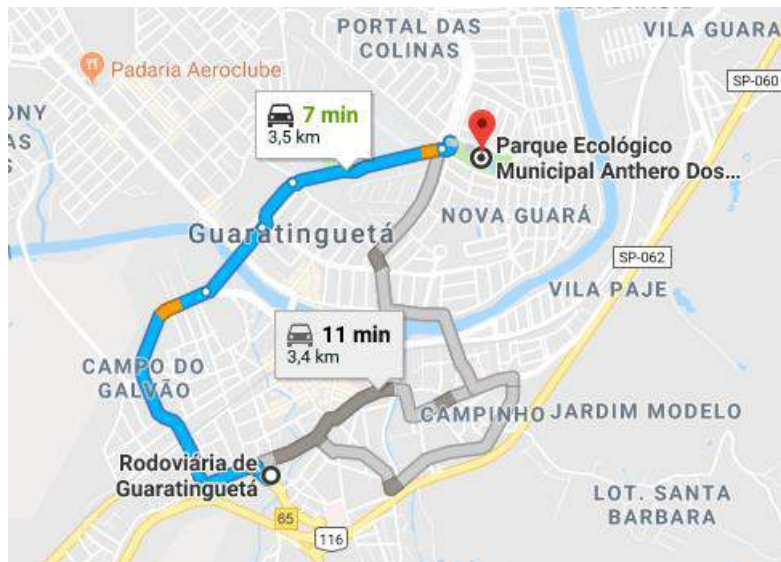 PORTAL DAS
COLINAS
VILA GUARA
Padaria Aeroclube
SP-060
ONY
AS
S
7 min
3,5 km
Parque Ecológico
Municipal Anthero Dos...
NOVA GUARÁ
Guaratinguetá
SP-062
VILA PAJE
11 min
3,4 km
CAMPO DO
GALVÃO
CAMPINHO
JARDIM MODELO
Rodoviária de
Guaratinguetá
LOT. SANTA
BARBARA
65
116